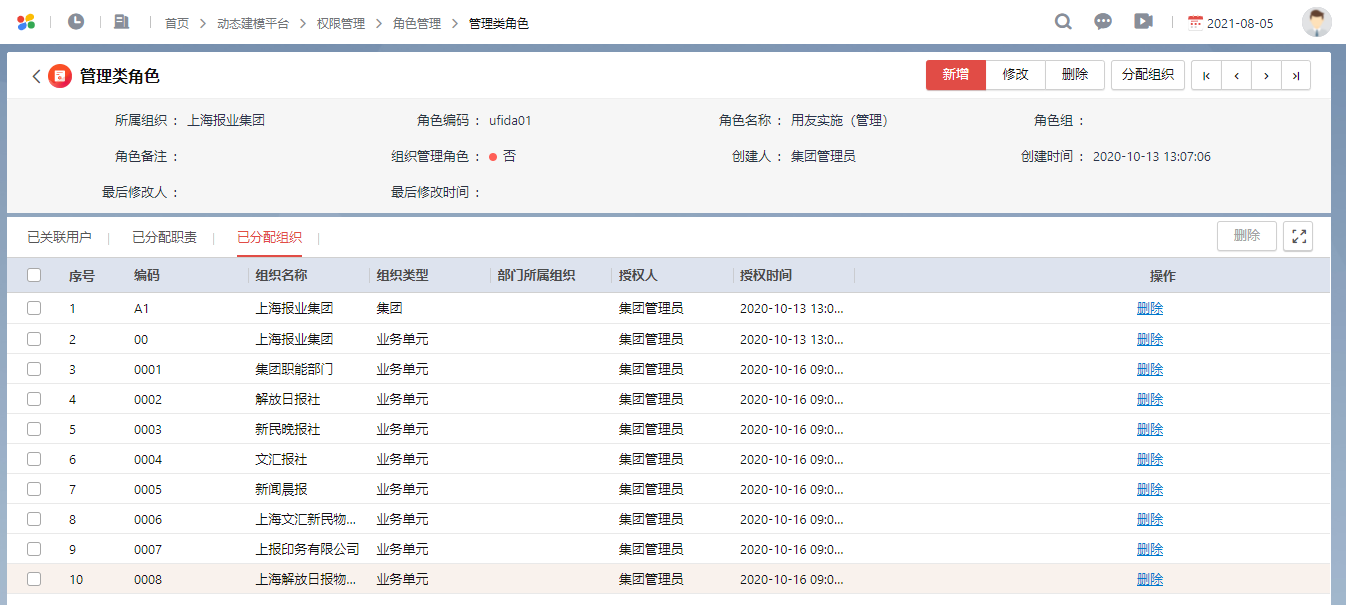 首页 动态建模平台 权限管理 角色管理 管理类角色 2021-08-05
管理类角色 新增 修改 删除 分配组织
所属组织： 上海报业集团 角色编码： ufida01 角色名称： 用友实施（管理） 角色组：
角色备注： 组织管理角色： 否 创建人： 集团管理员 创建时间： 2020-10-13 13:07:06
最后修改人： 最后修改时间：
已关联用户 已分配职责 已分配组织 删除
序号 编码 组织名称 组织类型 部门所属组织 授权人 授权时间 操作
1 A1 上海报业集团 集团 集团管理员 2020-10-13 13:0... 删除
2 00 上海报业集团 业务单元 集团管理员 2020-10-13 13:0... 删除
3 0001 集团职能部门 业务单元 集团管理员 2020-10-16 09:0... 删除
4 0002 解放日报社 业务单元 集团管理员 2020-10-16 09:0... 删除
5 0003 新民晚报社 业务单元 集团管理员 2020-10-16 09:0... 删除
6 0004 文汇报社 业务单元 集团管理员 2020-10-16 09:0... 删除
7 0005 新闻晨报 业务单元 集团管理员 2020-10-16 09:0... 删除
8 0006 上海文汇新民物... 业务单元 集团管理员 2020-10-16 09:0... 删除
9 0007 上报印务有限公司 业务单元 集团管理员 2020-10-16 09:0... 删除
10 0008 上海解放日报物... 业务单元 集团管理员 2020-10-16 09:0... 删除